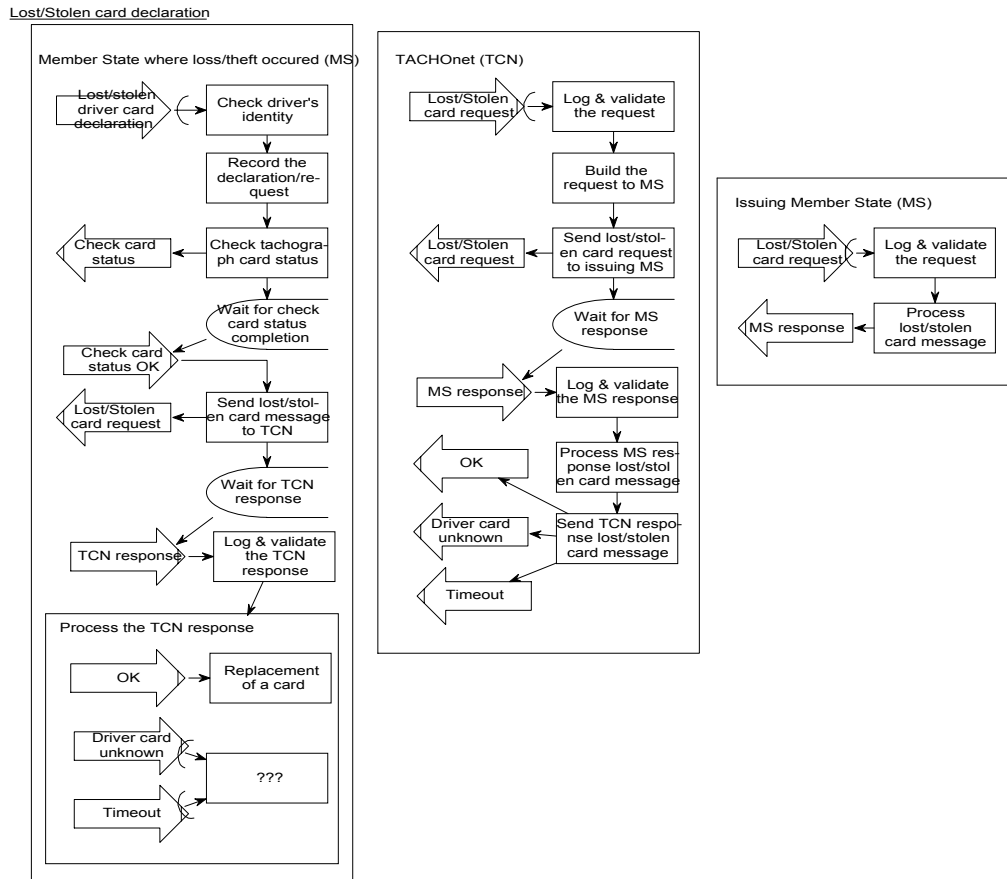 Lost/Stolen card declaration
Member State where loss/theft occured (MS)
Lost/stolen
driver card
declaration
Check driver's
identity
Record the
declaration/re-
quest
Check card
status
Check tachogra-
ph card status
Wait for check
card status
completion
Check card
status OK
Lost/Stolen
card request
Send lost/stol-
en card message
to TCN
Wait for TCN
response
TCN response
Log & validate
the TCN
response
Process the TCN response
OK
Replacement
of a card
Driver card
unknown
???
Timeout
TACHOnet (TCN)
Lost/Stolen
card request
Log & validate
the request
Build the
request to MS
Lost/Stolen
card request
Send lost/stol-
en card request
to issuing MS
Wait for MS
response
MS response
Log & validate
the MS response
OK
Process MS res-
ponse lost/stol
en card message
Driver card
unknown
Send TCN respo-
nse lost/stolen
card message
Timeout
Issuing Member State (MS)
Lost/Stolen
card request
Log & validate
the request
MS response
Process
lost/stolen
card message